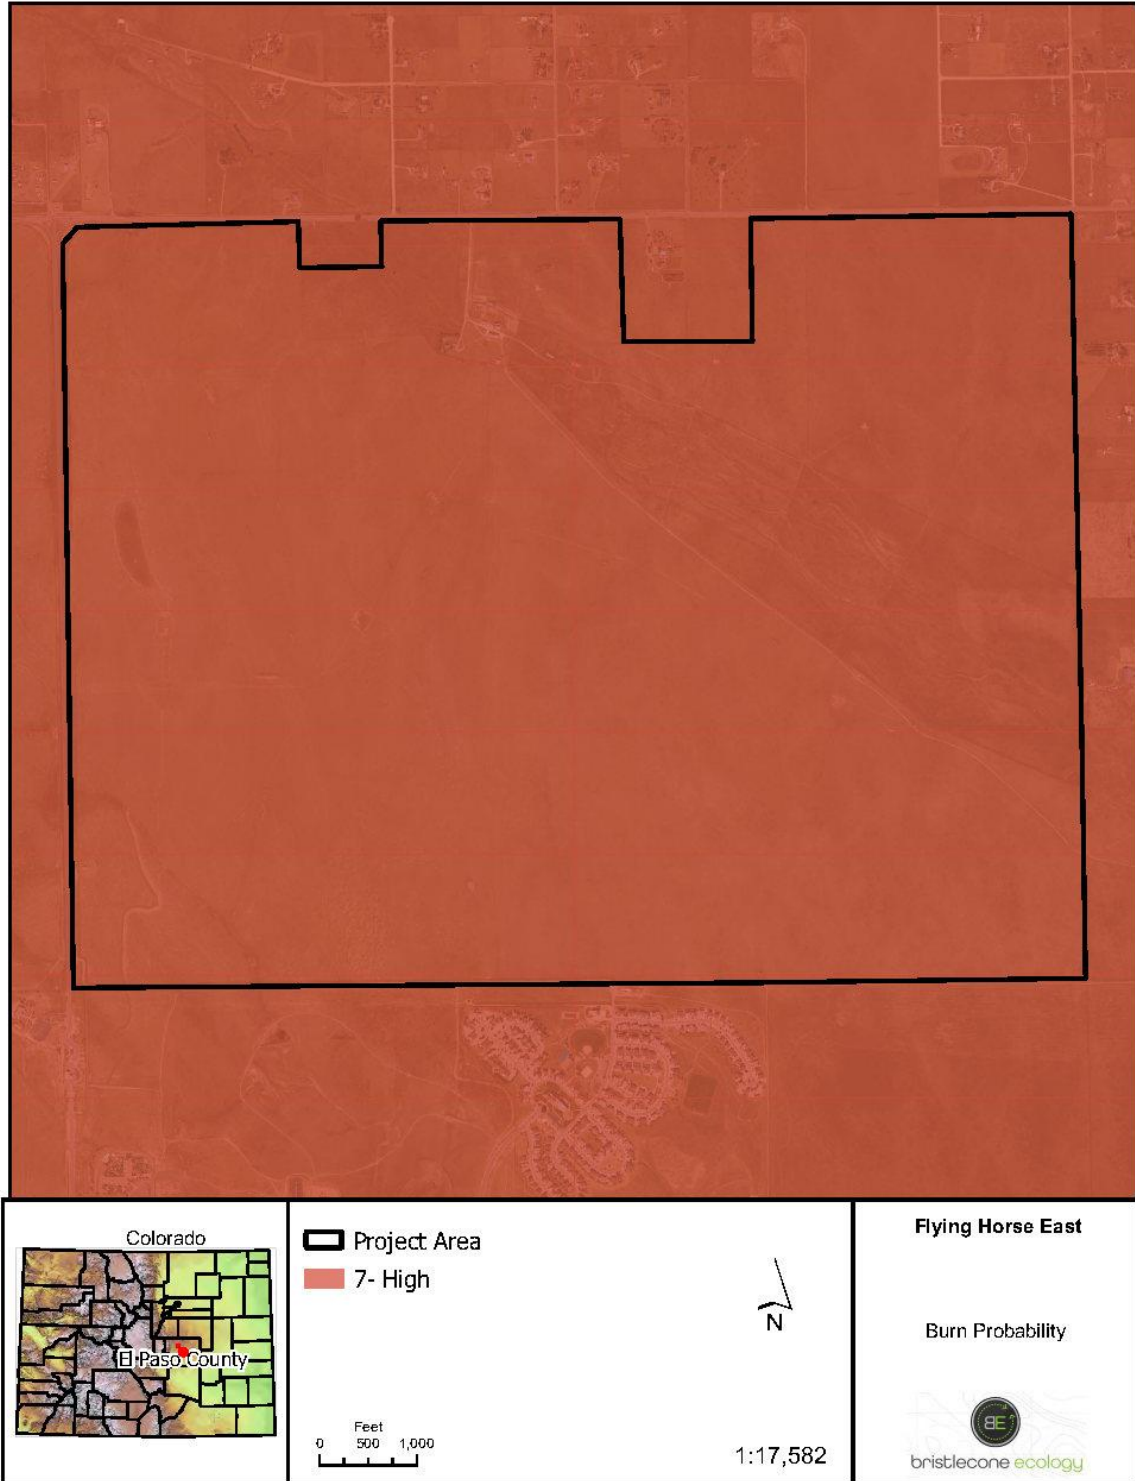 Colorado
El Paso County
Project Area
7- High
N
Feet
0 500 1,000
1:17,582
Flying Horse East
Burn Probability
BE
bristlecone ecology